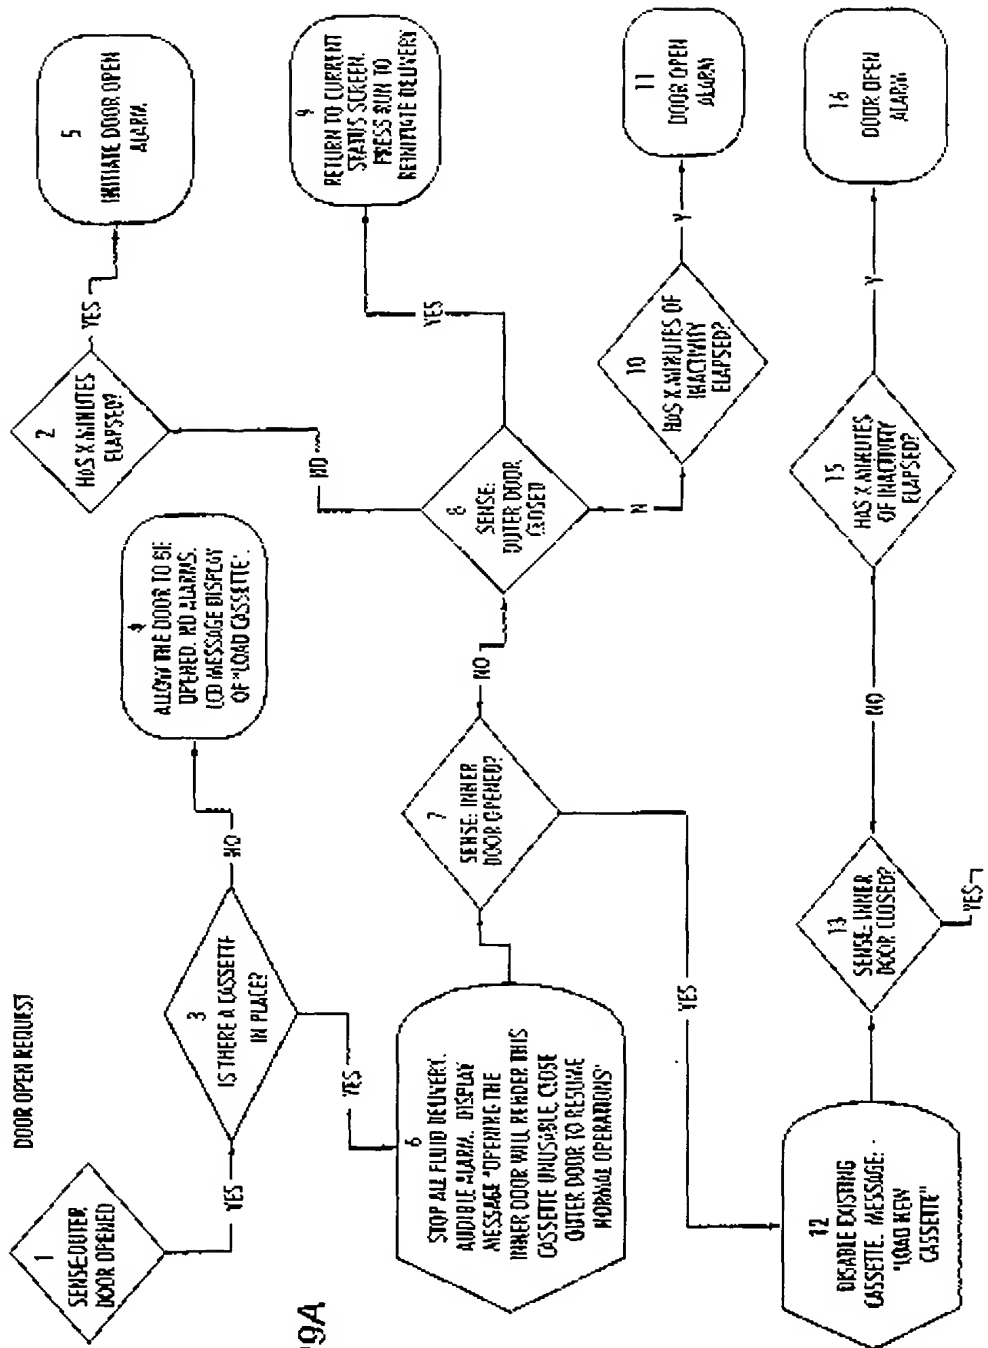 DOOR OPEN REQUEST
1
SENSE:OUTER
DOOR OPENED
YES
3
IS THERE A CASSETTE
IN PLACE?
NO
4
ALLOW THE DOOR TO BE
OPENED. NO ALARMS.
LCD MESSAGE DISPLAY
OF "LOAD CASSETTE".
2
HAS X MINUTES
ELAPSED?
YES
5
INITIATE DOOR OPEN
ALARM
NO
YES
6
STOP ALL FLUID DELIVERY.
AUDIBLE ALARM. DISPLAY
MESSAGE "OPENING THE
INNER DOOR WILL RENDER THIS
CASSETTE UNUSABLE, CLOSE
OUTER DOOR TO RESUME
NORMAL OPERATIONS"
7
SENSE: INNER
DOOR OPENED?
NO
8
SENSE:
OUTER DOOR
CLOSED
YES
9
RETURN TO CURRENT
STATUS SCREEN.
PRESS RUN TO
REINITIATE DELIVERY
N
10
HAS X MINUTES OF
INACTIVITY
ELAPSED?
Y
11
DOOR OPEN
ALARM
YES
12
DISABLE EXISTING
CASSETTE. MESSAGE:
"LOAD NEW
CASSETTE"
13
SENSE: INNER
DOOR CLOSED?
YES
NO
15
HAS X MINUTES
OF INACTIVITY
ELAPSED?
Y
16
DOOR OPEN
ALARM
9A